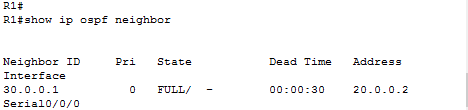 R1#
R1#show ip ospf neighbor
Neighbor ID     Pri   State           Dead Time   Address
Interface
30.0.0.1          0   FULL/  -        00:00:30    20.0.0.2
Serial0/0/0